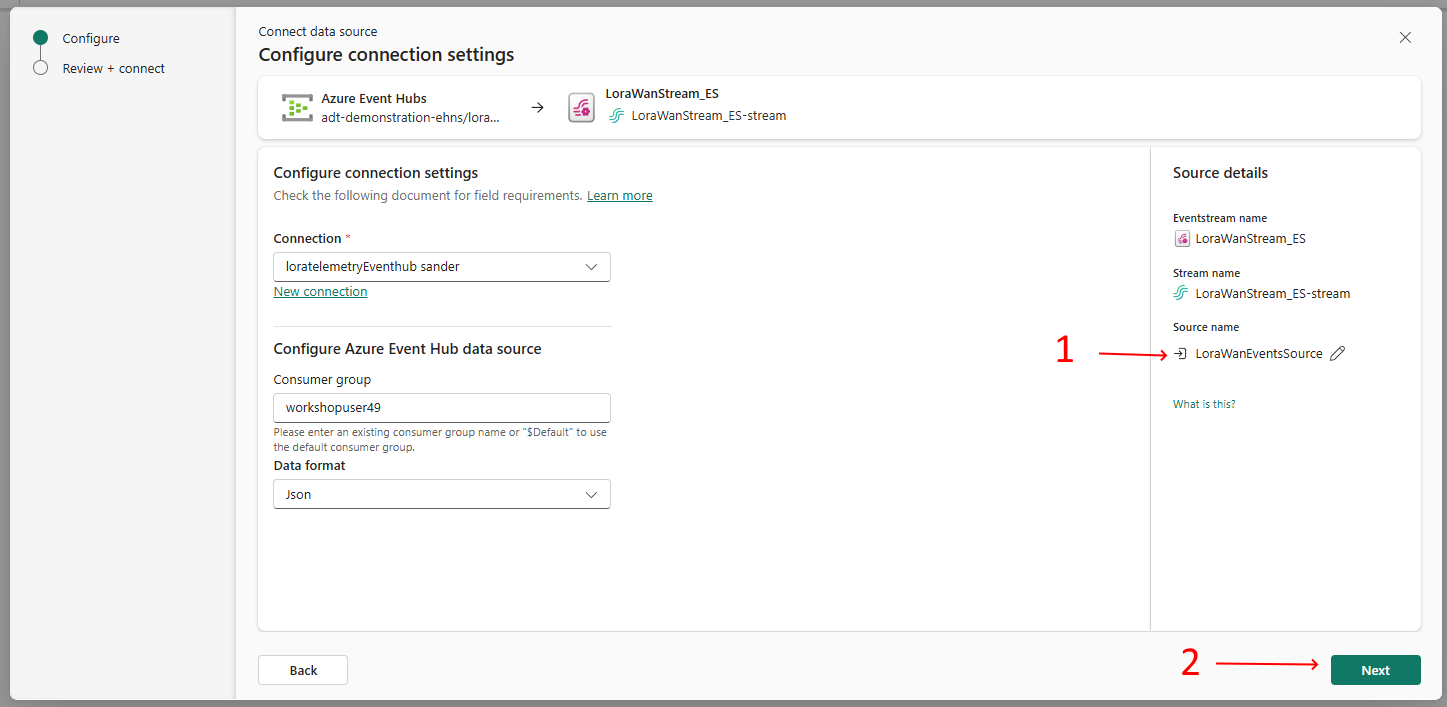 Configure
Review + connect
Connect data source
Configure connection settings
Azure Event Hubs
adt-demonstration-ehns/lora...
LoraWanStream_ES
LoraWanStream_ES-stream
Configure connection settings
Check the following document for field requirements. Learn more
Connection *
loratelemetryEventhub sander
New connection
Configure Azure Event Hub data source
Consumer group
workshopuser49
Please enter an existing consumer group name or "$Default" to use
the default consumer group.
Data format
Json
Source details
Eventstream name
LoraWanStream_ES
Stream name
LoraWanStream_ES-stream
Source name
1
LoraWanEventsSource
What is this?
Back
2
Next